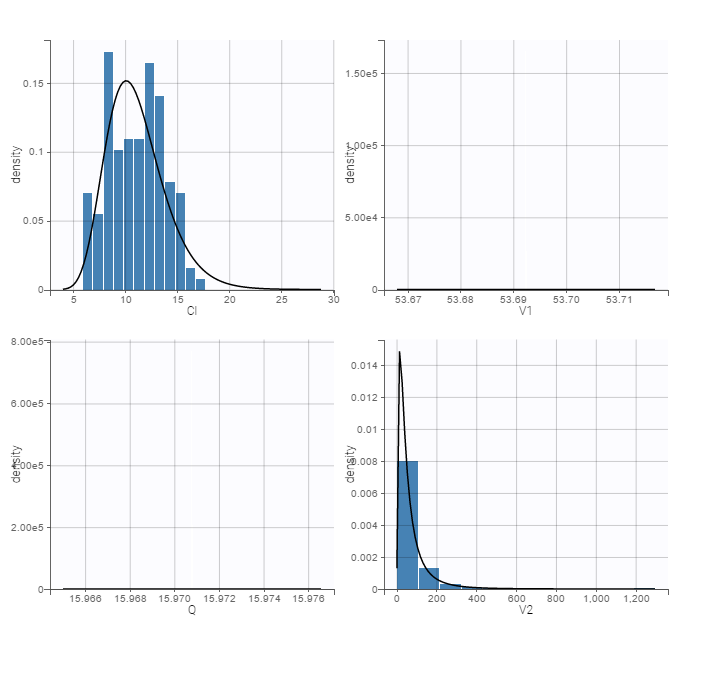 density
0.15
0.1
0.05
0
5
10
15
20
25
30
Cl
density
1.50e5
1.00e5
5.00e4
0
53.67
53.68
53.69
53.70
53.71
V1
density
8.00e5
6.00e5
4.00e5
2.00e5
0
15.966
15.968
15.970
15.972
15.974
15.976
Q
density
0.014
0.012
0.01
0.008
0.006
0.004
0.002
0
0
200
400
600
800
1,000
1,200
V2